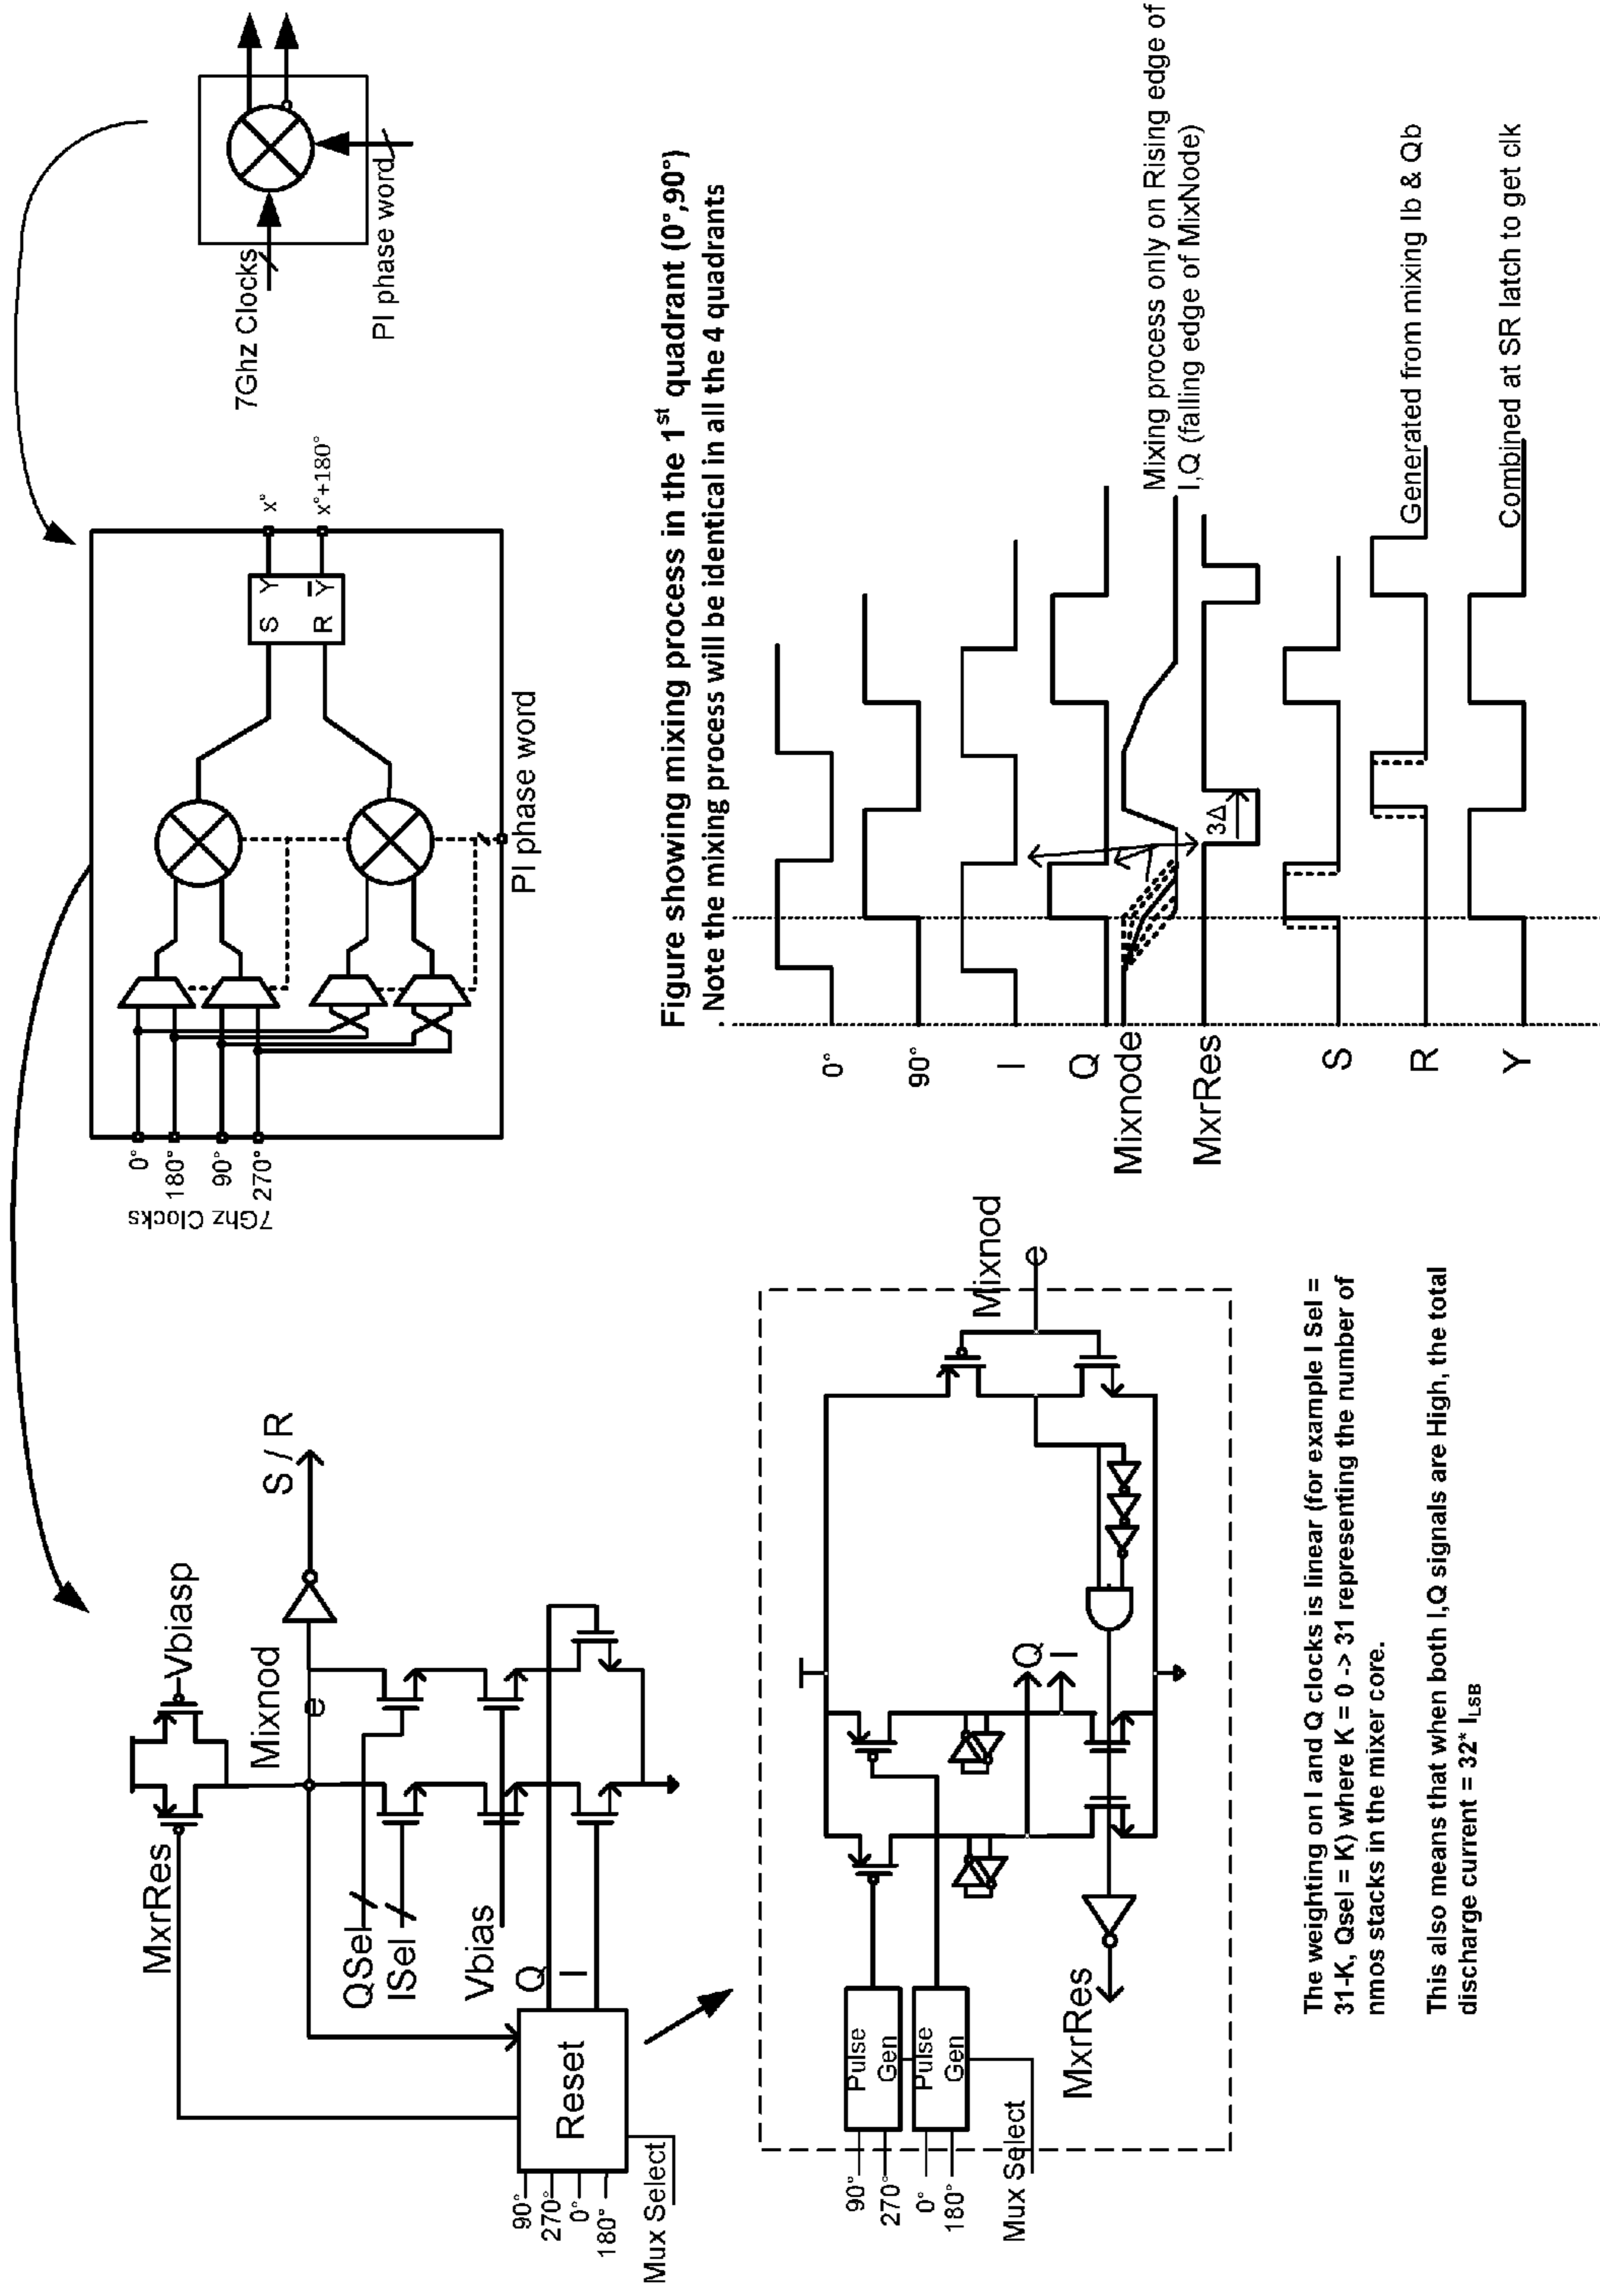 MxrRes
Vbiasp
Mixnod
e
S / R
QSel
ISel
Vbias
Q
I
Reset
90°
270°
0°
180°
Mux Select
0°
180°
90°
270°
7Ghz Clocks
S Y
R Y
x°
x°+180°
PI phase word
7Ghz Clocks
PI phase word
90°
270°
0°
180°
Mux Select
Pulse
Gen
Pulse
Gen
MxrRes
Q
I
Mixnod
e
The weighting on I and Q clocks is linear (for example I Sel =
31-K, Qsel = K) where K = 0 -> 31 representing the number of
nmos stacks in the mixer core.
This also means that when both I,Q signals are High, the total
discharge current = 32* ILSB
Figure showing mixing process in the 1st quadrant (0°,90°)
Note the mixing process will be identical in all the 4 quadrants
0°
90°
I
Q
Mixnode
MxrRes
S
R
Y
3Δ
Mixing process only on Rising edge of
I,Q (falling edge of MixNode)
Generated from mixing Ib & Qb
Combined at SR latch to get clk